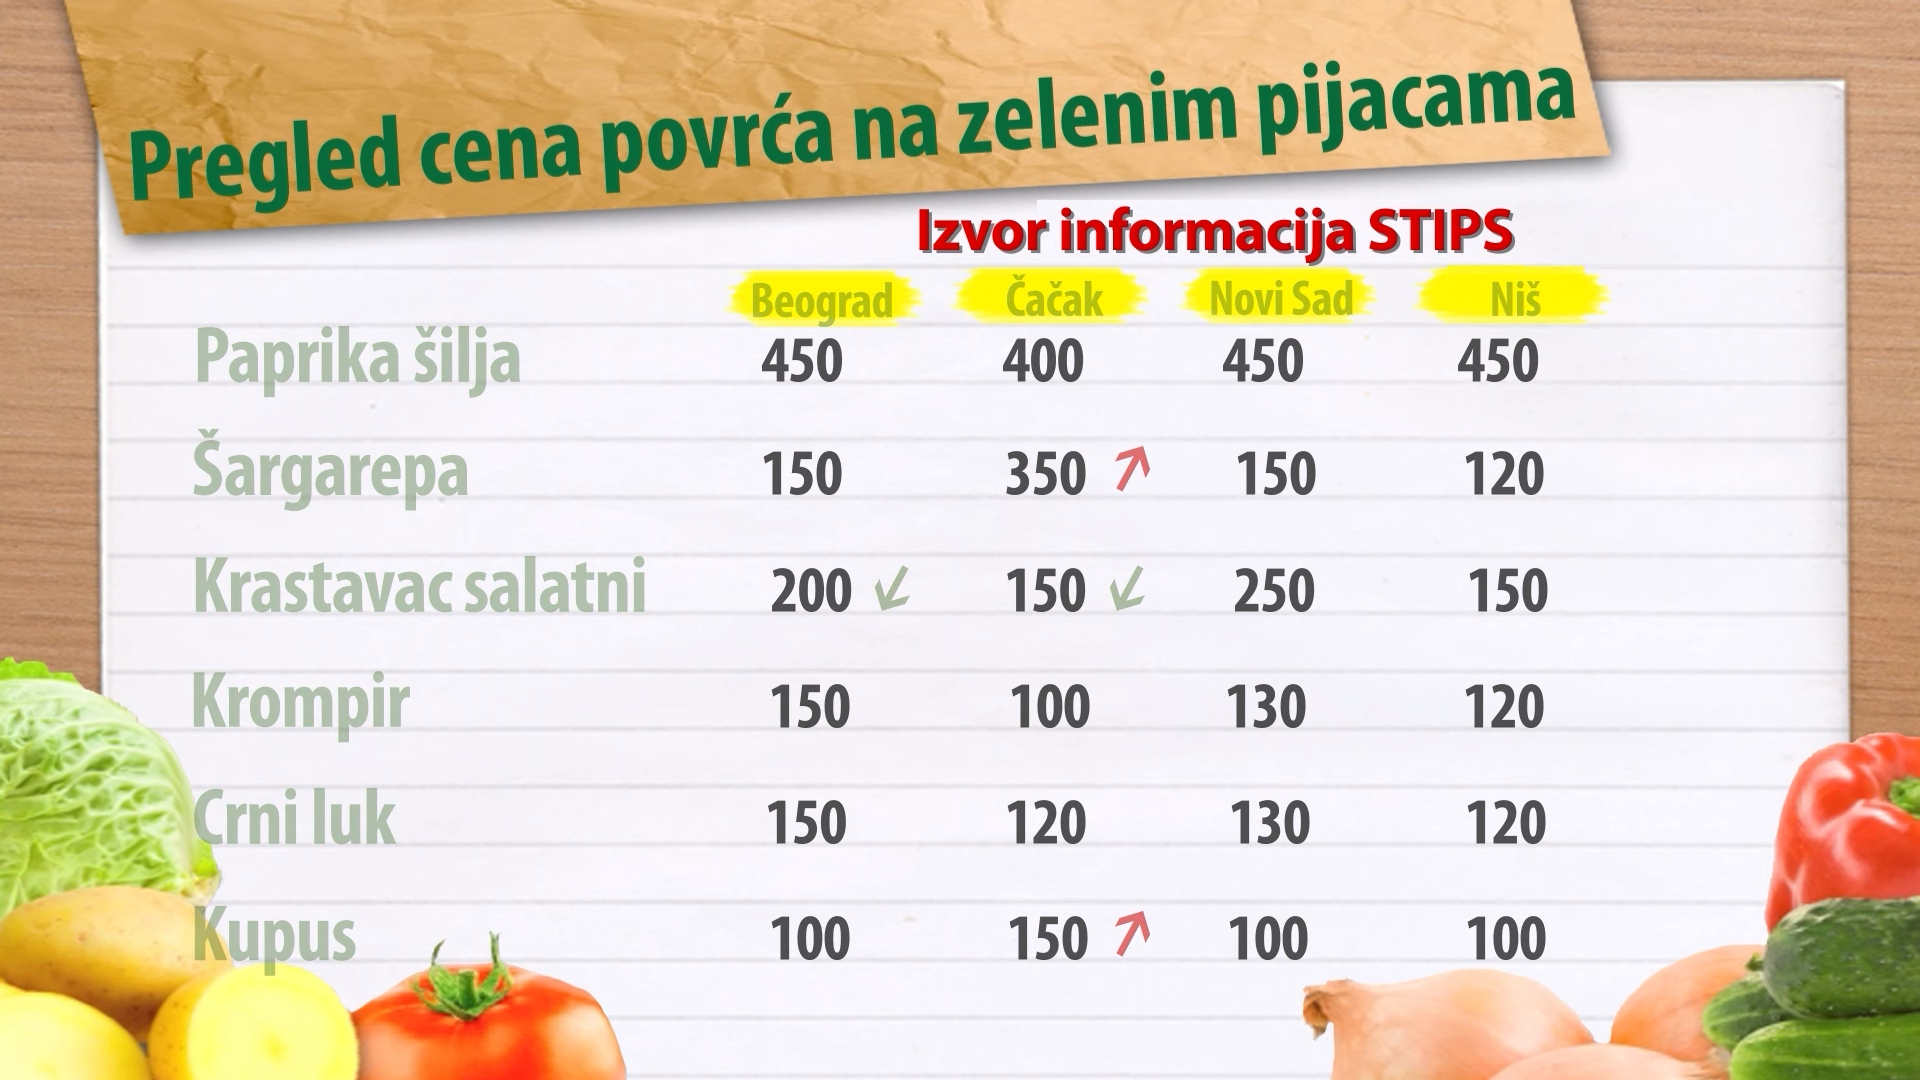 Pregled cena povrća na zelenim pijacama
Izvor informacija STIPS
Beograd Čačak Novi Sad Niš
Paprika šilja 450 400 450 450
Šargarepa 150 350 150 120
Krastavac salatni 200 150 250 150
Krompir 150 100 130 120
Crni luk 150 120 130 120
Kupus 100 150 100 100